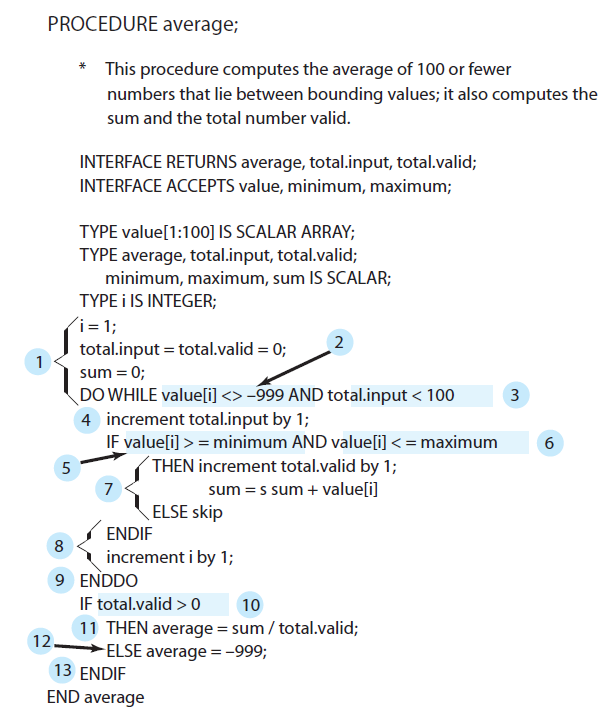 PROCEDURE average;
* This procedure computes the average of 100 or fewer
numbers that lie between bounding values; it also computes the
sum and the total number valid.
INTERFACE RETURNS average, total.input, total.valid;
INTERFACE ACCEPTS value, minimum, maximum;
TYPE value[1:100] IS SCALAR ARRAY;
TYPE average, total.input, total.valid;
minimum, maximum, sum IS SCALAR;
TYPE i IS INTEGER;
i = 1;
total.input = total.valid = 0;
2
1
sum = 0;
DO WHILE value[i] <> –999 AND total.input < 100 3
4 increment total.input by 1;
IF value[i] > = minimum AND value[i] < = maximum 6
5 THEN increment total.valid by 1;
7 sum = s sum + value[i]
ELSE skip
ENDIF
8
increment i by 1;
9 ENDDO
IF total.valid > 0 10
11 THEN average = sum / total.valid;
12 ELSE average = –999;
13 ENDIF
END average